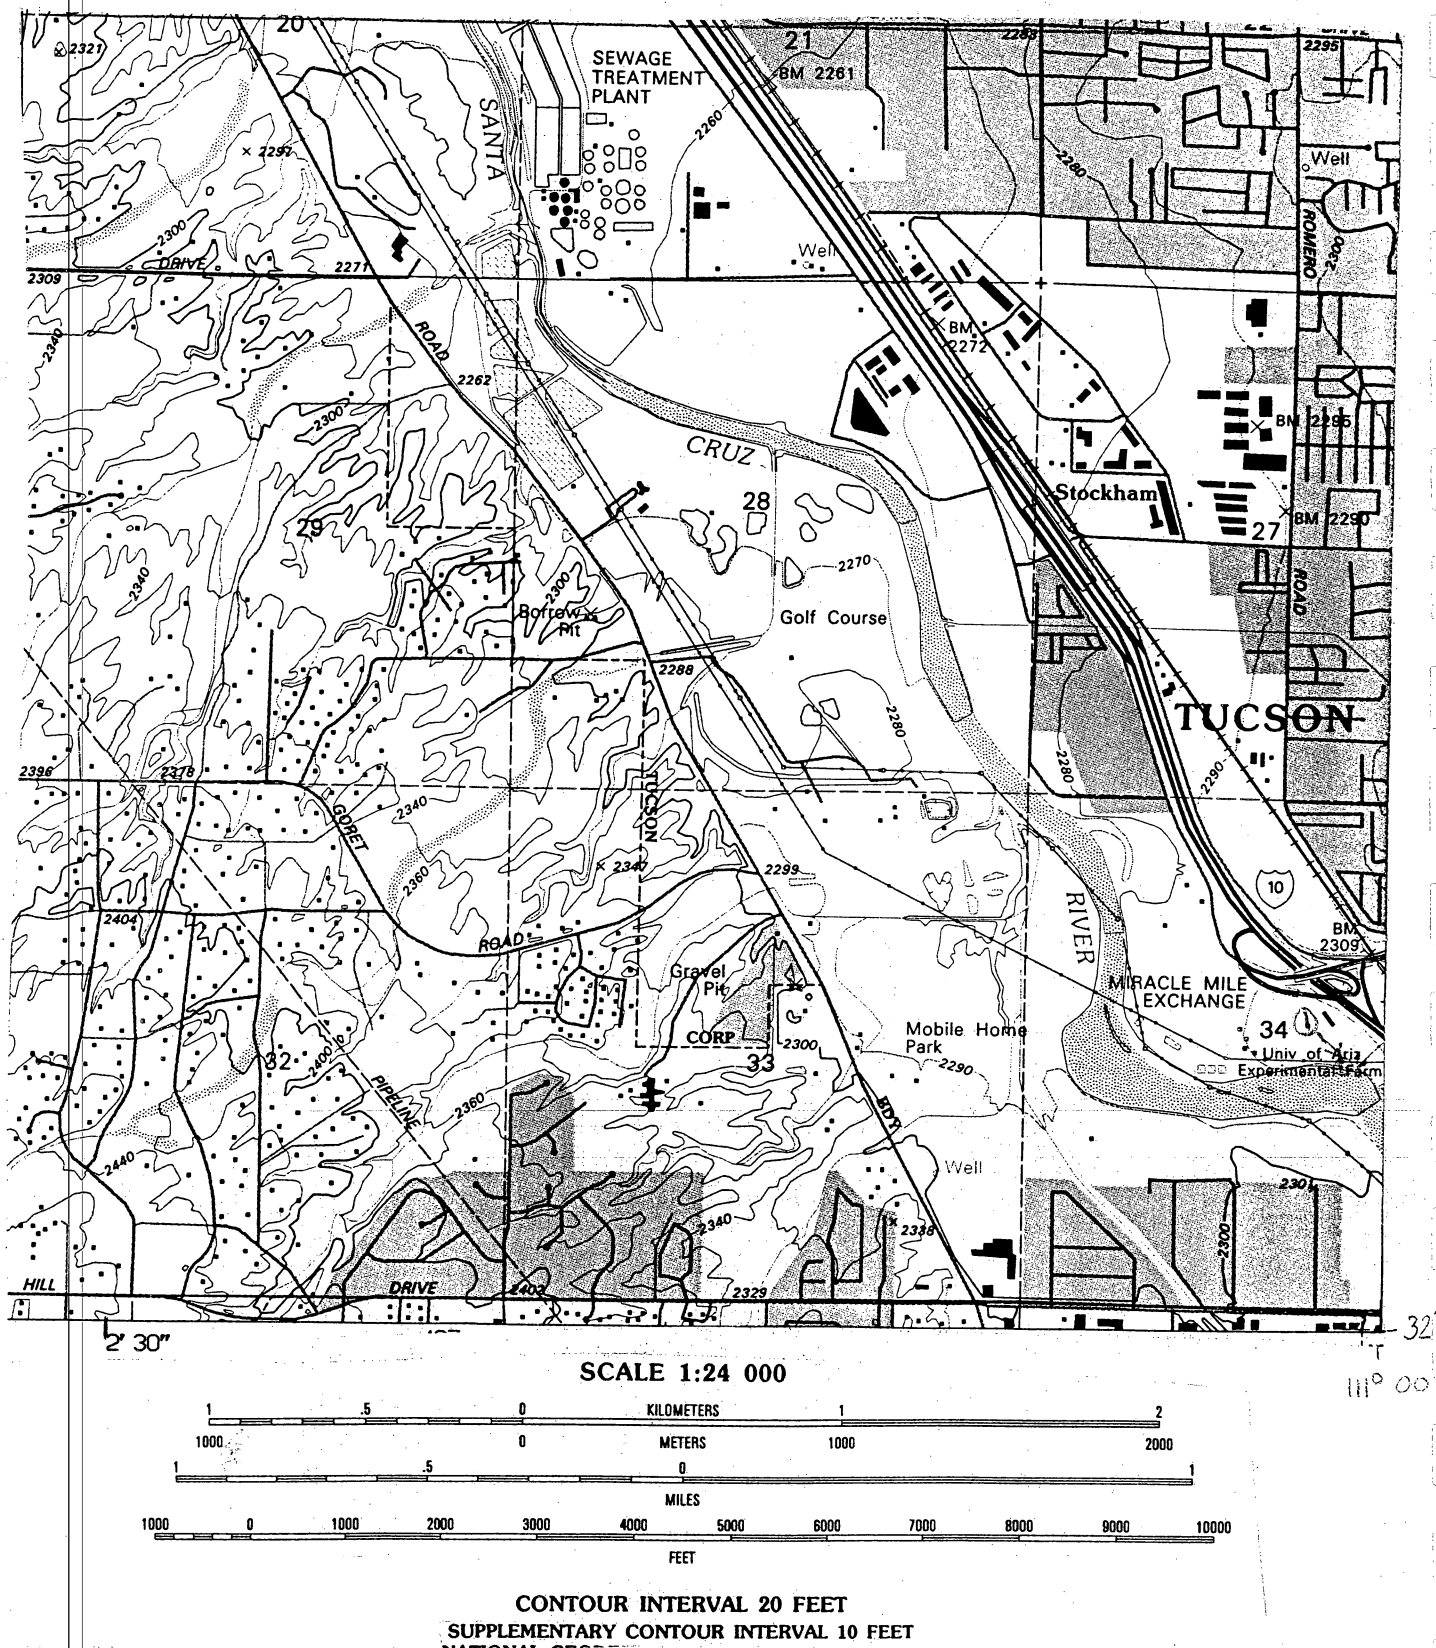 20
21
2283
2295
2321
SEWAGE
TREATMENT
PLANT
BM 2261
SANTA
2260
2280
Well
2297
2300
DRIVE
2271
2309
Well
ROMERO
2300
2340
ROAD
BM
2272
2262
2300
CRUZ
BM 2295
28
Stockham
29
27
BM 2290
2340
2270
ROAD
2300
Borrow
Pit
Golf Course
2288
2280
TUCSON
2396
2378
2280
2290
GORET
2340
TUCSON
2347
2299
2360
10
2404
ROAD
RIVER
BM
2309
Gravel
Pit
MIRACLE MILE
EXCHANGE
CORP
2300
Mobile Home
Park
34
32
2400
33
2290
Univ of Ariz
Experimental Farm
PIPELINE
2360
BDY
2440
Well
2301
2340
2338
2300
HILL
DRIVE
2402
2329
2' 30"
32
SCALE 1:24 000
111° 00
1 .5 0 KILOMETERS 1 2
1000 0 METERS 1000 2000
1 .5 0 1
MILES
1000 0 1000 2000 3000 4000 5000 6000 7000 8000 9000 10000
FEET
CONTOUR INTERVAL 20 FEET
SUPPLEMENTARY CONTOUR INTERVAL 10 FEET